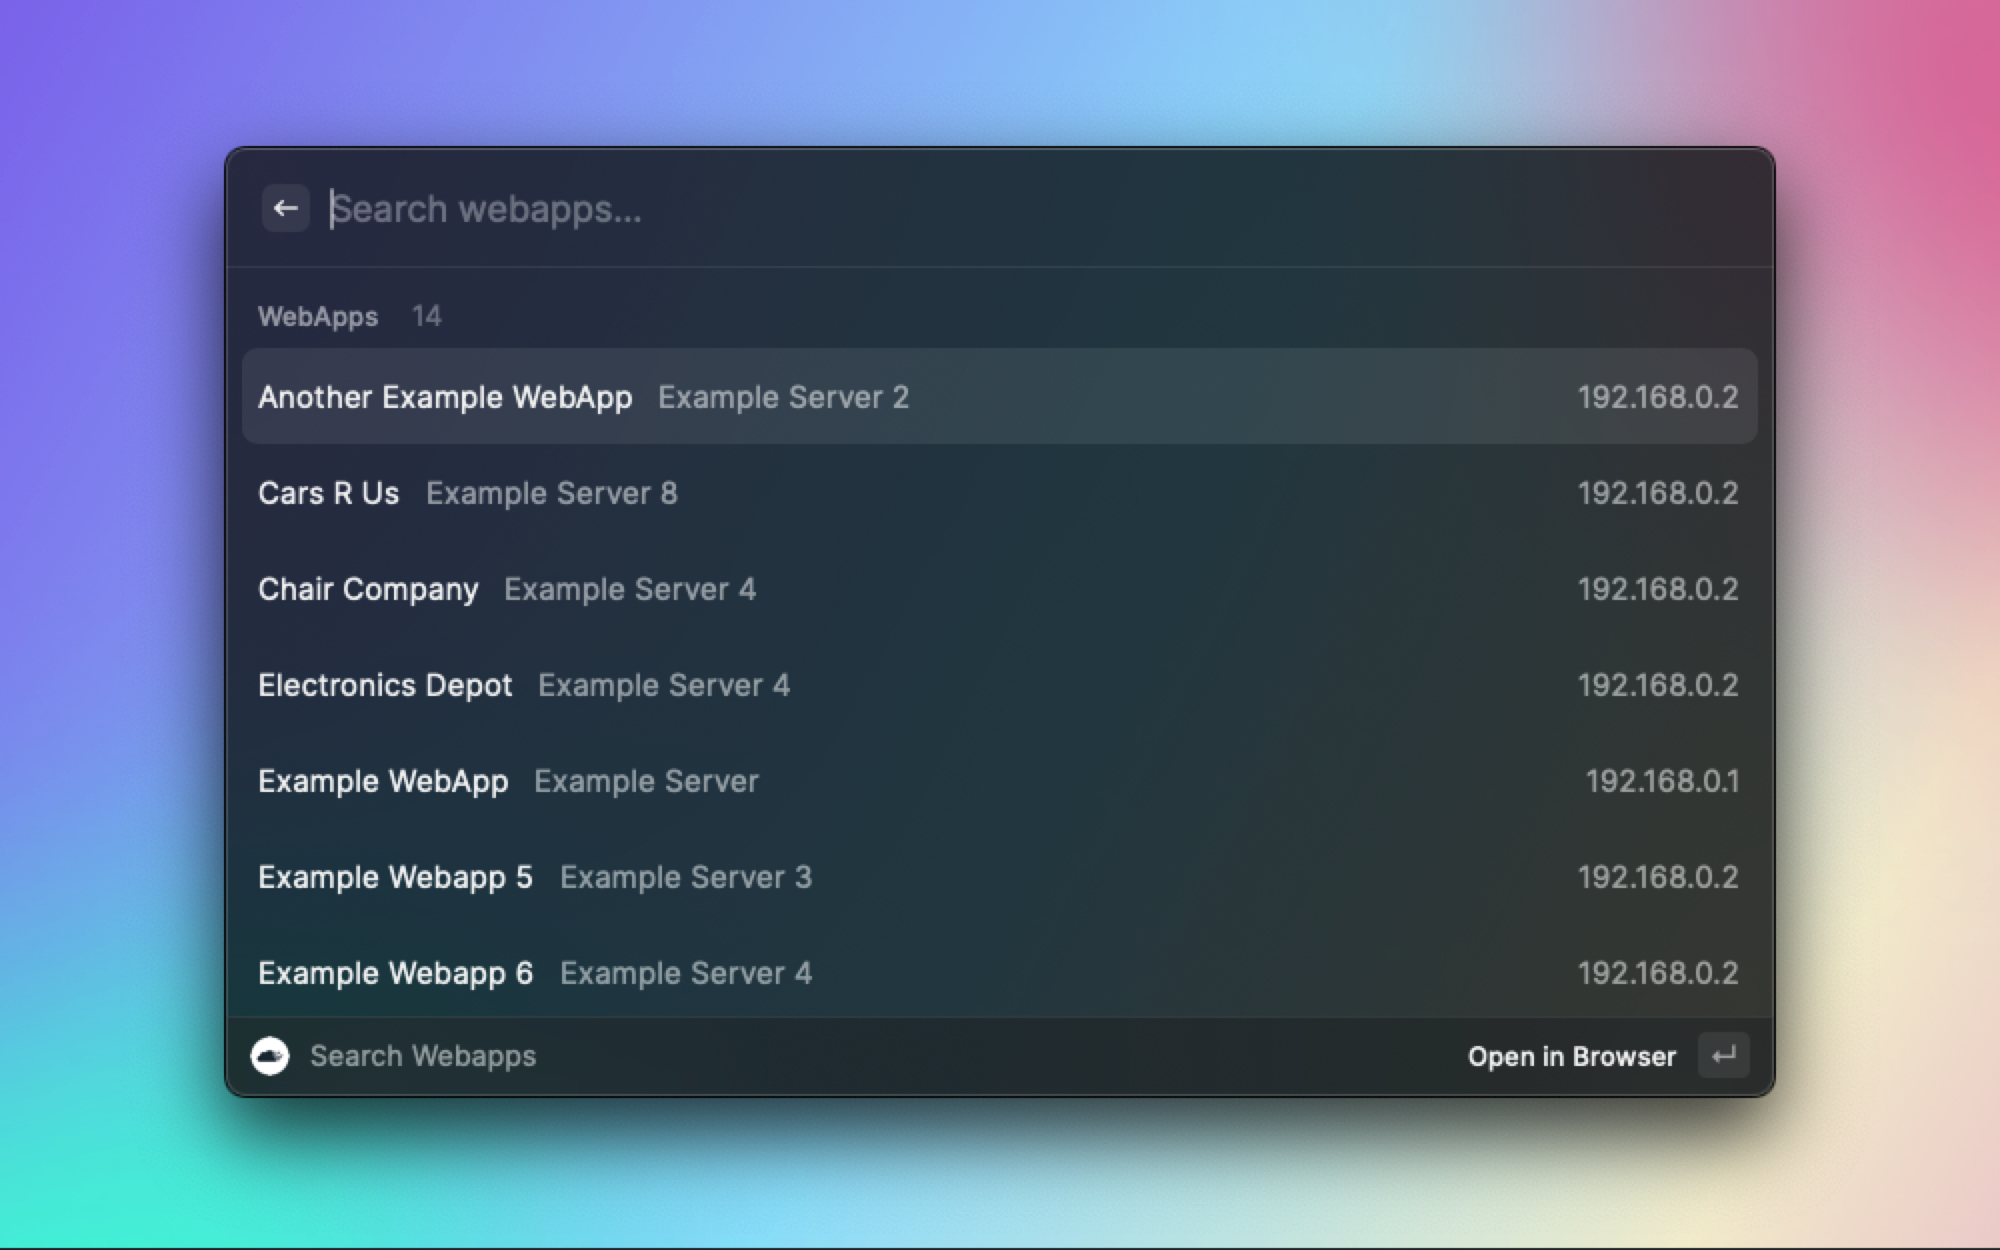 Search webapps...
WebApps 14
Another Example WebApp Example Server 2 192.168.0.2
Cars R Us Example Server 8 192.168.0.2
Chair Company Example Server 4 192.168.0.2
Electronics Depot Example Server 4 192.168.0.2
Example WebApp Example Server 192.168.0.1
Example Webapp 5 Example Server 3 192.168.0.2
Example Webapp 6 Example Server 4 192.168.0.2
Search Webapps Open in Browser